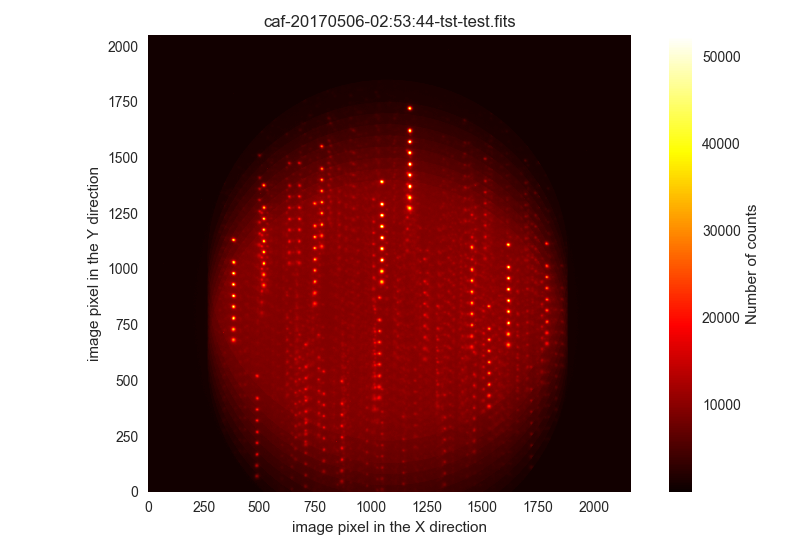 caf-20170506-02:53:44-tst-test.fits
2000
1750
1500
1250
1000
750
500
250
0
image pixel in the Y direction
0 250 500 750 1000 1250 1500 1750 2000
image pixel in the X direction
50000
40000
30000
20000
10000
Number of counts